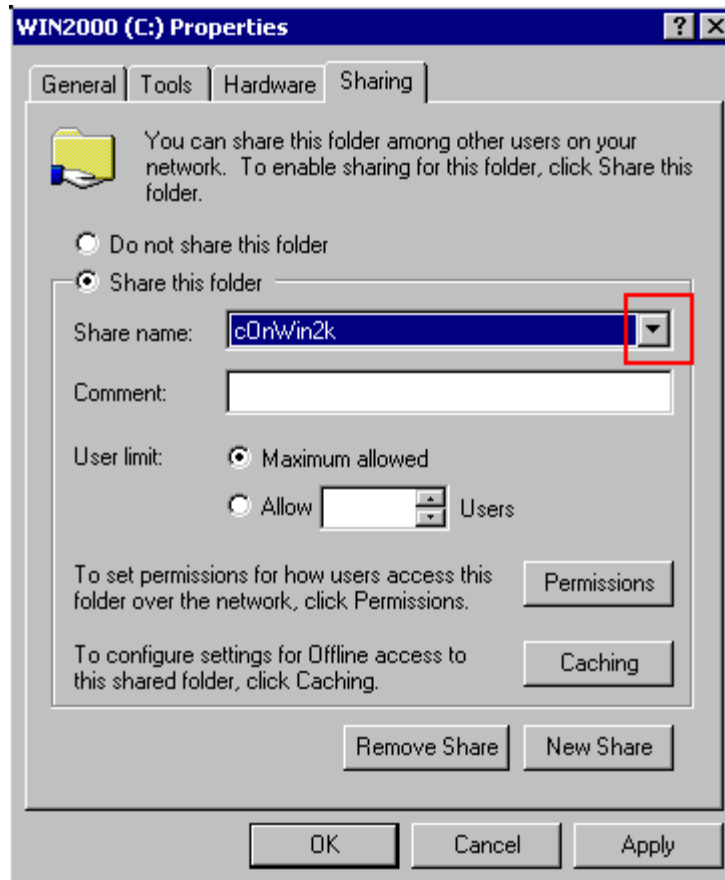 WIN2000 (C:) Properties
General Tools Hardware Sharing
You can share this folder among other users on your
network. To enable sharing for this folder, click Share this
folder.
Do not share this folder
Share this folder
Share name: cOnWin2k
Comment:
User limit: Maximum allowed
Allow Users
To set permissions for how users access this
folder over the network, click Permissions.
Permissions
To configure settings for Offline access to
this shared folder, click Caching.
Caching
Remove Share New Share
OK Cancel Apply